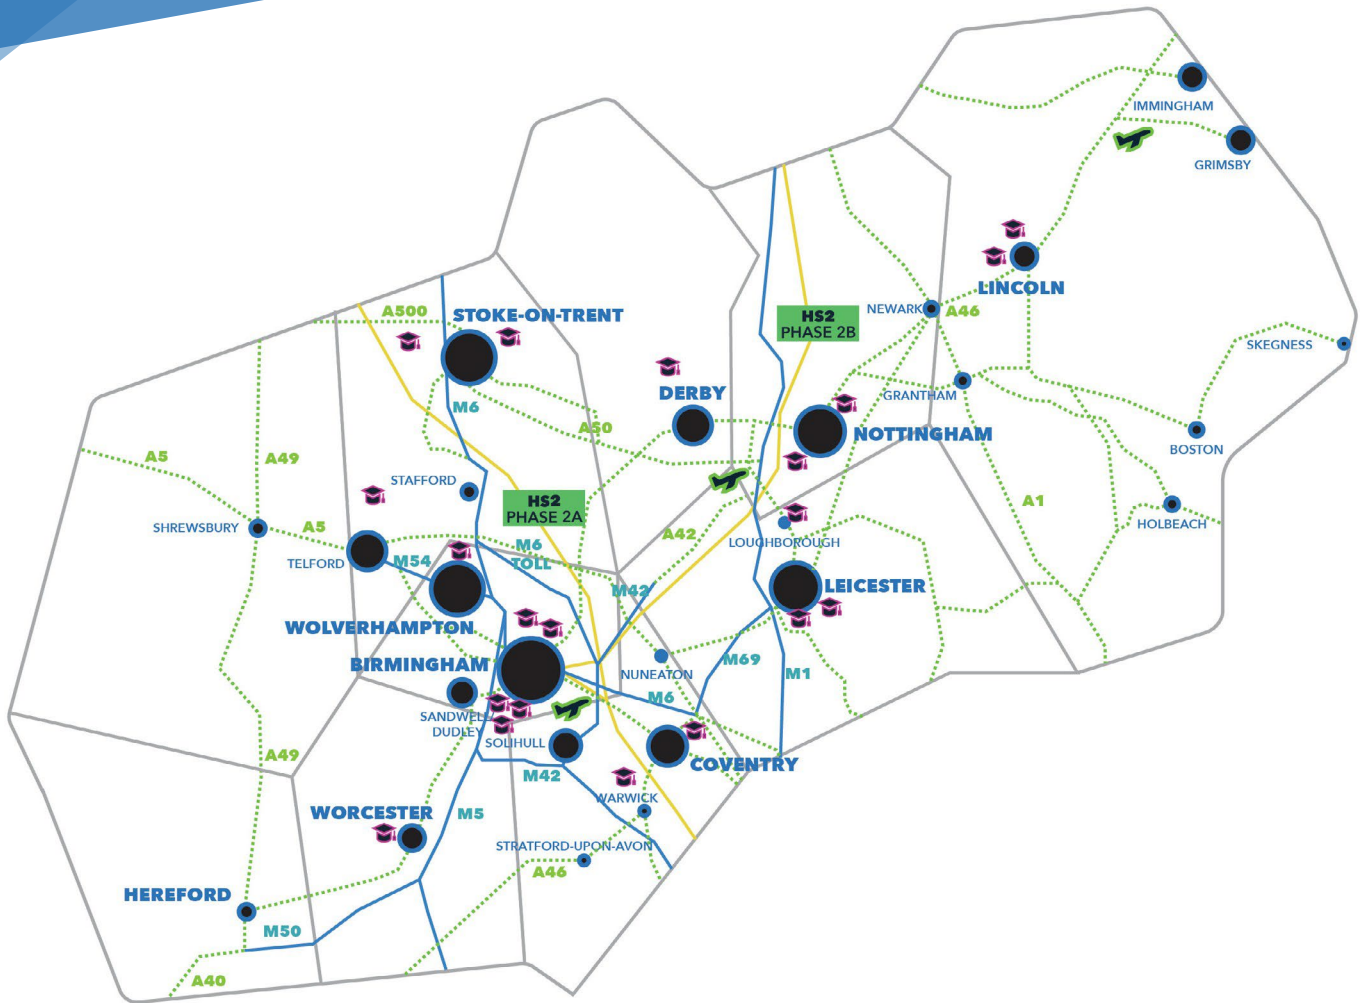 IMMINGHAM
GRIMSBY
LINCOLN
A500
STOKE-ON-TRENT
HS2
PHASE 2B
NEWARK
A46
SKEGNESS
DERBY
GRANTHAM
M6
A50
NOTTINGHAM
BOSTON
A5
A49
STAFFORD
HS2
PHASE 2A
A1
SHREWSBURY
A5
HOLBEACH
A42
LOUGHBOROUGH
TELFORD
M54
M6
TOLL
M42
LEICESTER
WOLVERHAMPTON
BIRMINGHAM
NUNEATON
M69
M1
M6
SANDWELL/
DUDLEY
SOLIHULL
A49
M42
COVENTRY
WARWICK
WORCESTER
M5
STRATFORD-UPON-AVON
A46
HEREFORD
M50
A40